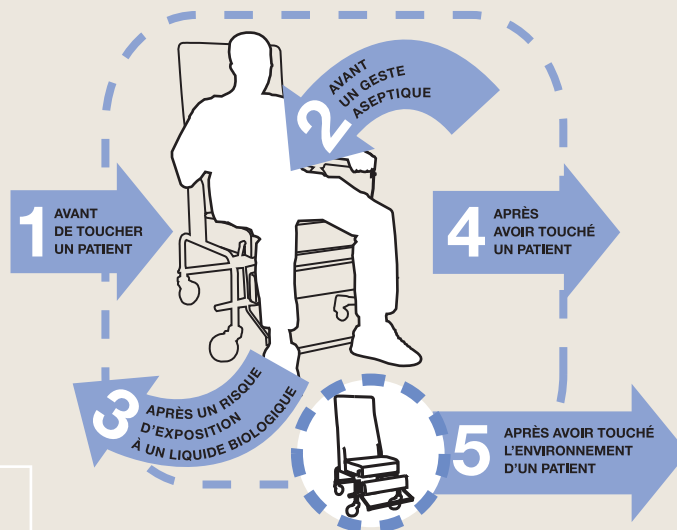 1
AVANT
DE TOUCHER
UN PATIENT
2
AVANT
UN GESTE
ASEPTIQUE
3
APRÈS UN RISQUE
D'EXPOSITION
À UN LIQUIDE BIOLOGIQUE
4
APRÈS
AVOIR TOUCHÉ
UN PATIENT
5
APRÈS AVOIR TOUCHÉ
L'ENVIRONNEMENT
D'UN PATIENT